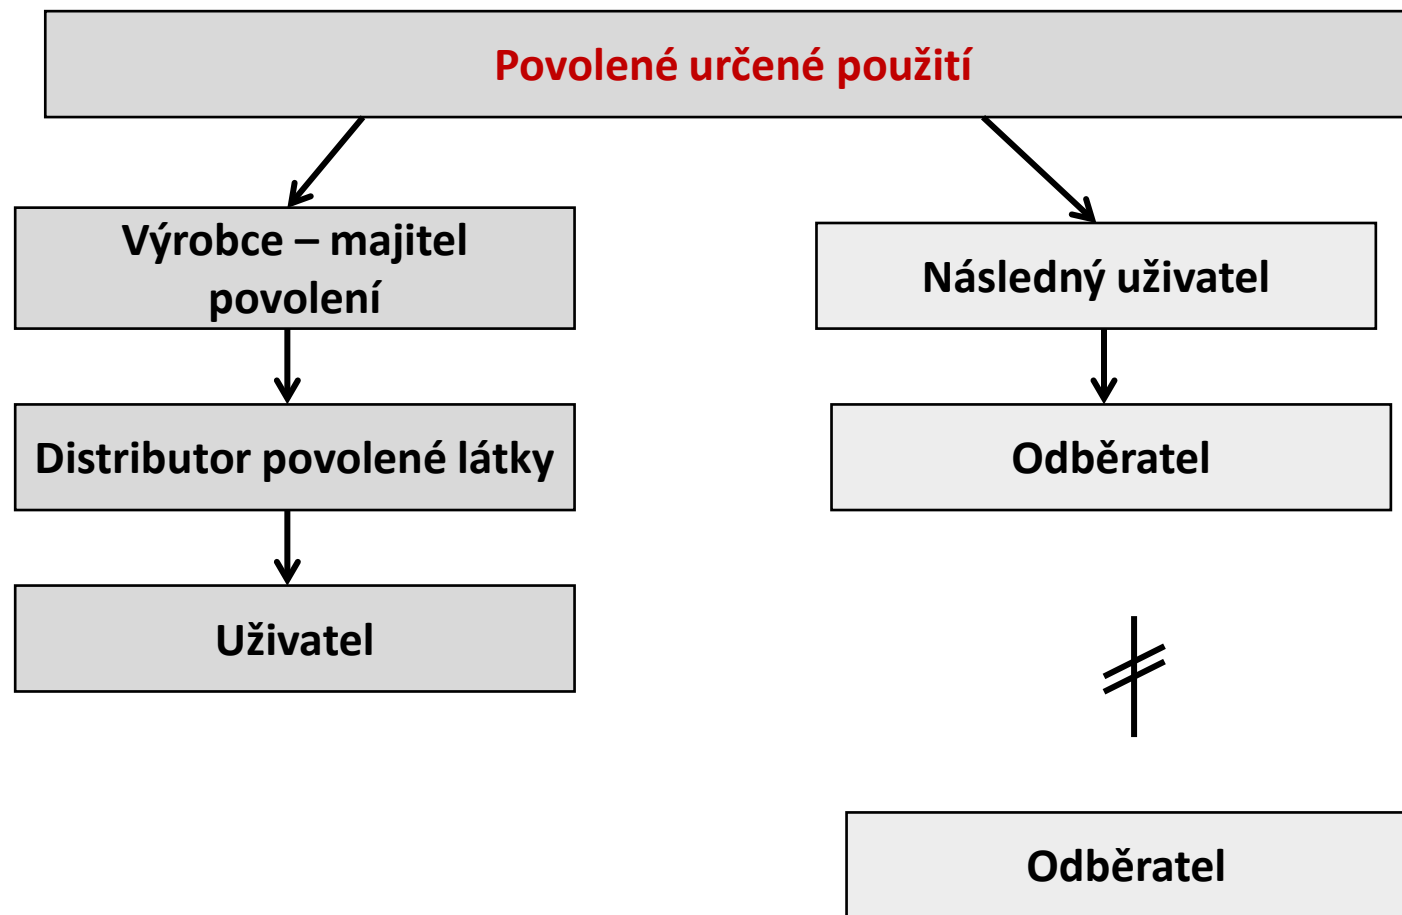 Povolené určené použití
Výrobce – majitel
povolení
Následný uživatel
Distributor povolené látky
Odběratel
Uživatel
Odběratel